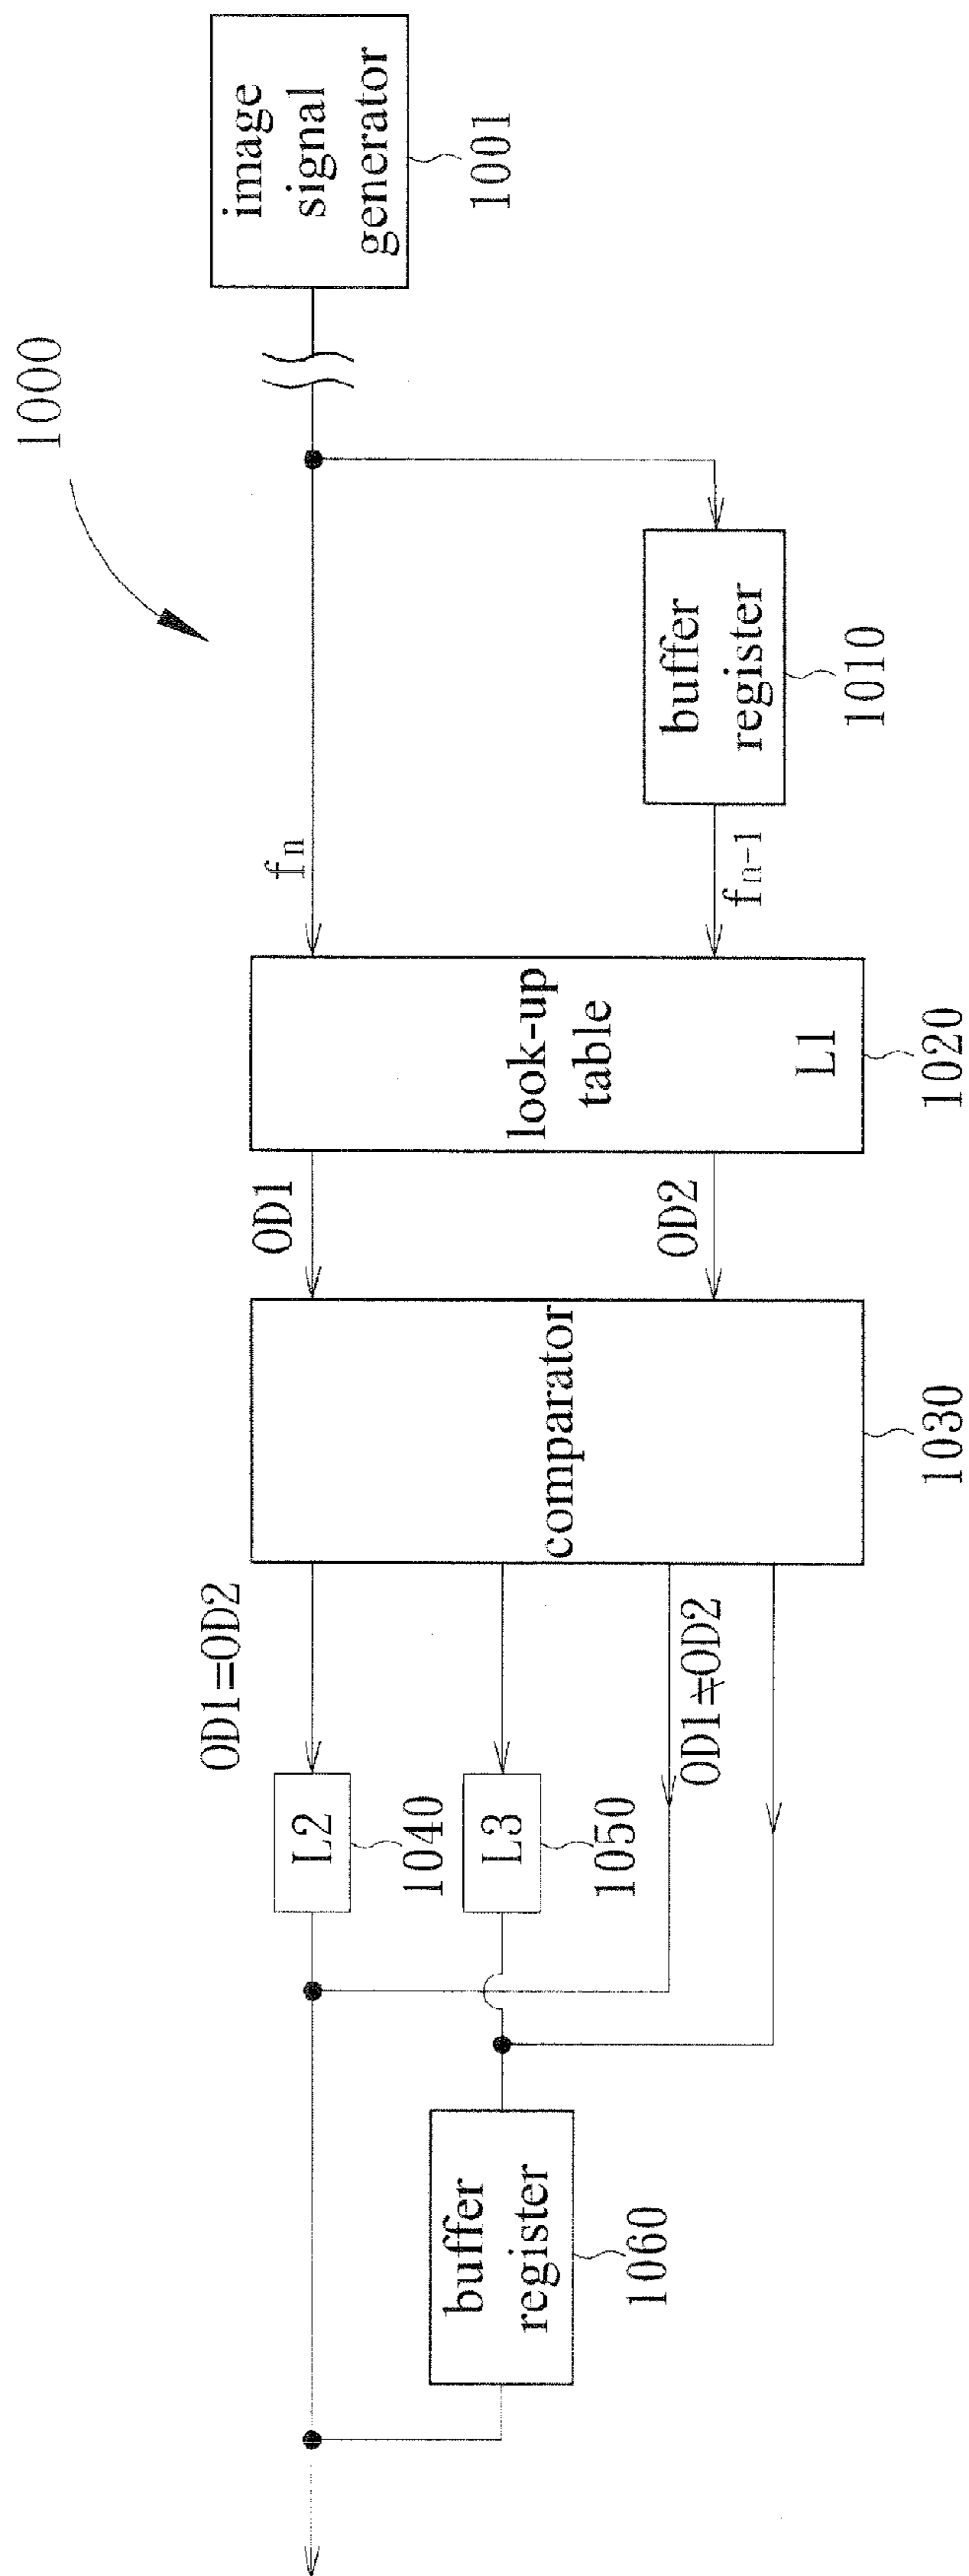 1000
image
signal
generator
1001
fn
buffer
register
1010
fn-1
look-up
table
L1
1020
OD1
OD2
comparator
1030
OD1=OD2
OD1≠OD2
L2
1040
L3
1050
buffer
register
1060